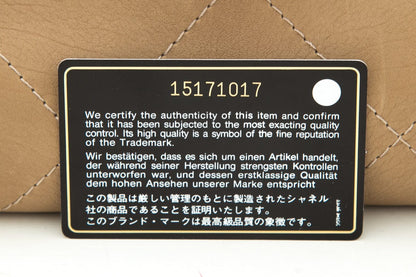 15171017
We certify the authenticity of this item and confirm
that it has been subjected to the most exacting quality
control. Its high quality is a symbol of the fine reputation
of the Trademark.
Wir bestätigen, dass es sich um einen Artikel handelt,
der während seiner Herstellung strengsten Kontrollen
unterworfen war, und dessen erstklassige Qualität
dem hohen Ansehen unserer Marke entspricht
この製品は厳しい管理のもとに製造されたシャネル
社の商品であることを証明いたします。
このブランド・マークは最高級品質の象徴です。